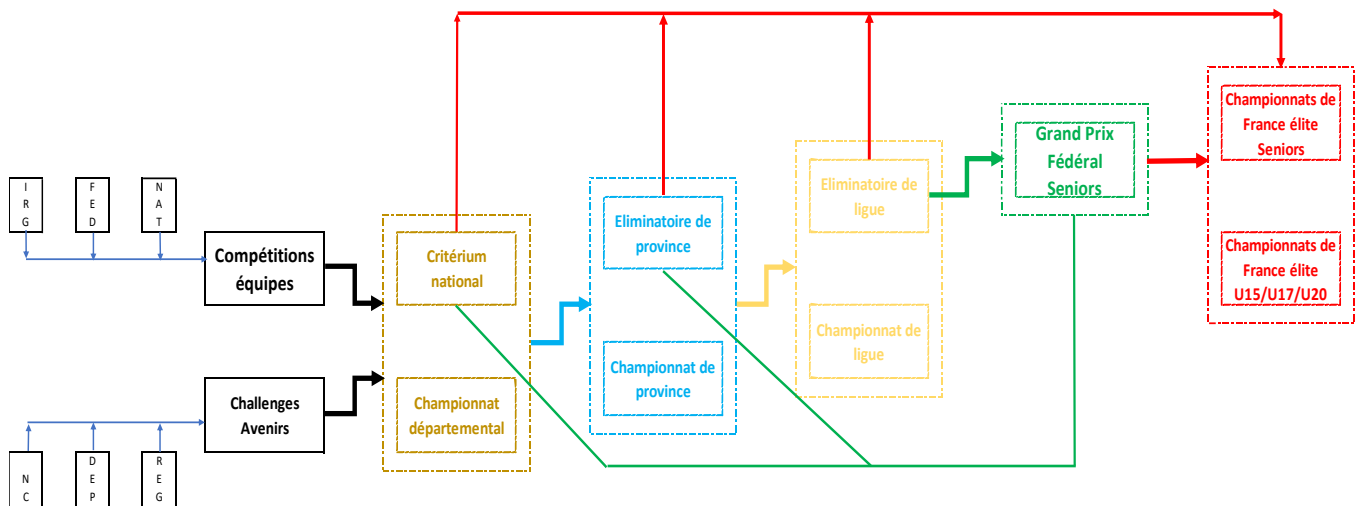 I
R
G
F
E
D
N
A
T
Compétitions
équipes
Challenges
Avenirs
N
C
D
E
P
R
E
G
Critérium
national
Championnat
départemental
Eliminatoire de
province
Championnat de
province
Eliminatoire de
ligue
Championnat de
ligue
Grand Prix
Fédéral
Seniors
Championnats de
France élite
Seniors
Championnats de
France élite
U15/U17/U20